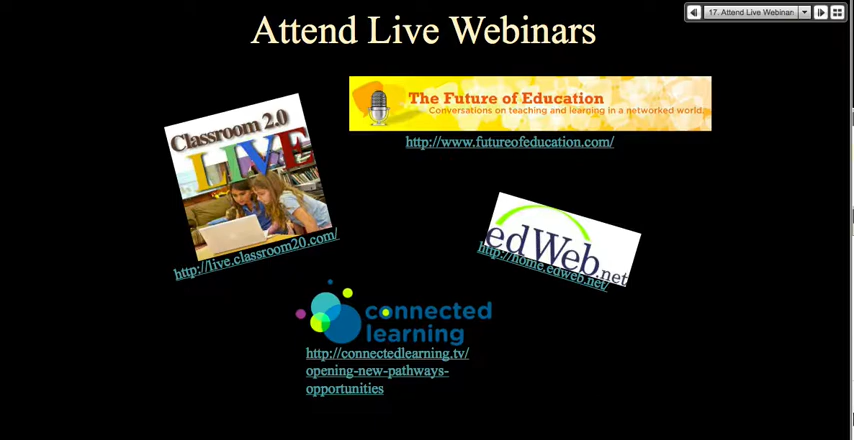 17. Attend Live Webinars
Attend Live Webinars
The Future of Education
Conversations on teaching and learning in a networked world.
http://www.futureofeducation.com/
Classroom 2.0
LIVE
http://live.classroom20.com/
edWeb.net
http://home.edweb.net/
connected
learning
http://connectedlearning.tv/
opening-new-pathways-
opportunities